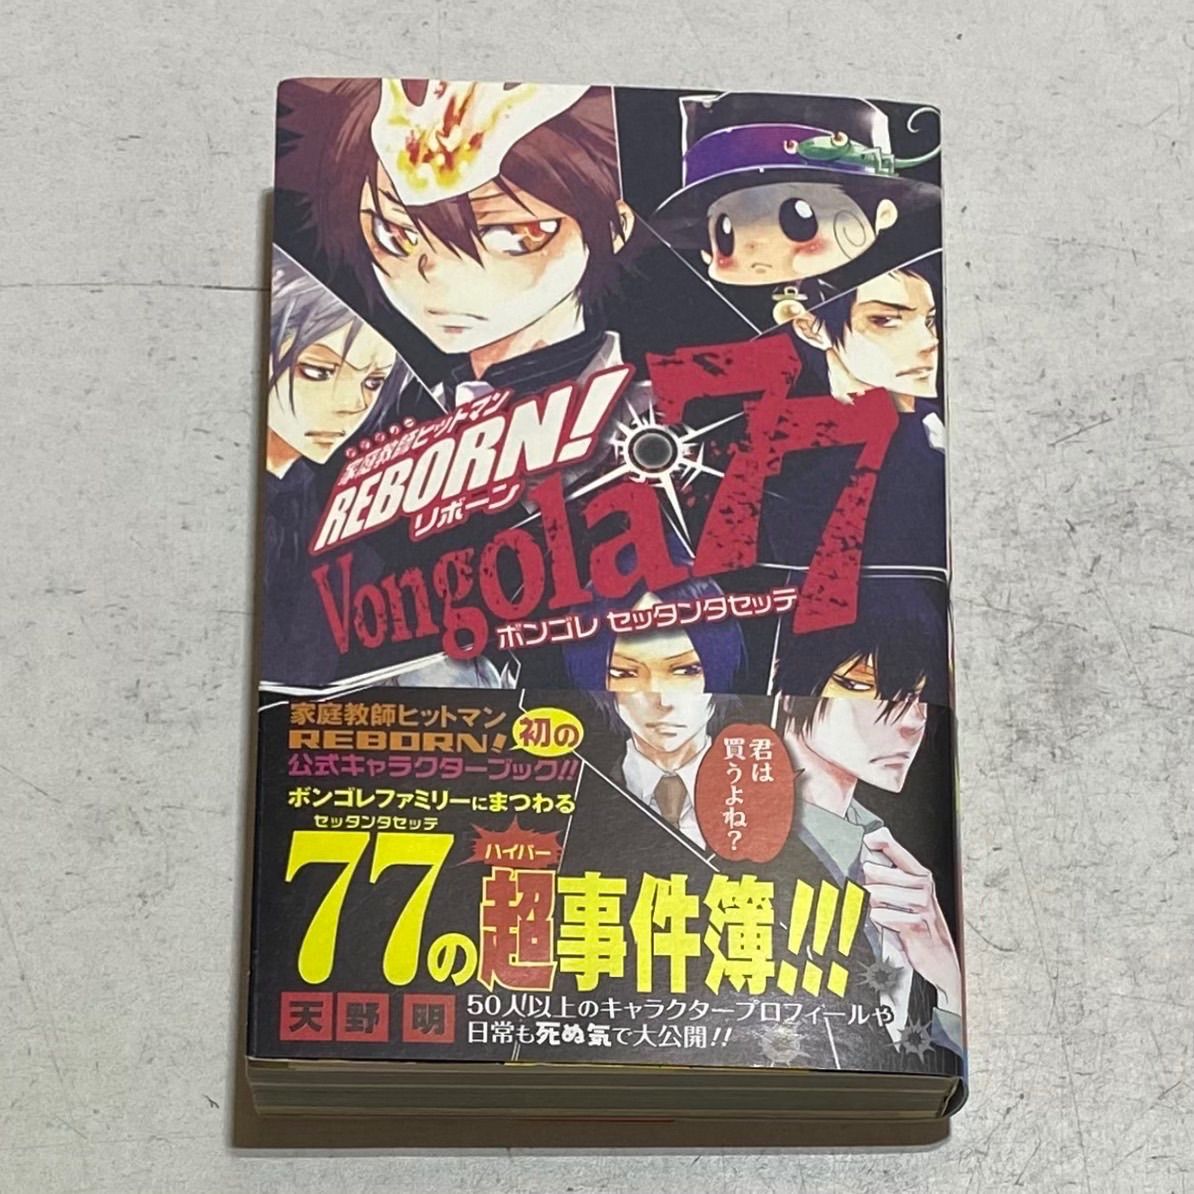 かてきょー
家庭教師ヒットマン
REBORN!
リボーン
Vongola77
ボンゴレ セッタンタセッテ
家庭教師ヒットマン
REBORN!
初の
公式キャラクターブック!!
ボンゴレファミリーにまつわる
セッタンタセッテ
ハイパー
77の超事件簿!!!
君は
買うよね?
天野明
50人以上のキャラクタープロフィールや
日常も死ぬ気で大公開!!